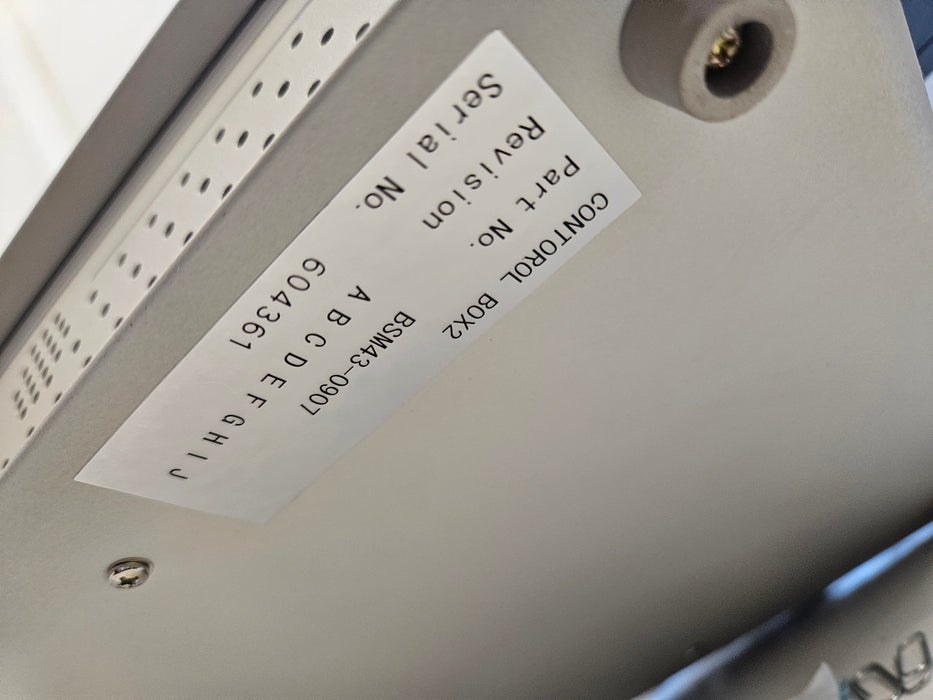 CONTOROL BOX2
Part No. BSM43-0907
Revision A B C D E F G H I J
Serial No. 604361